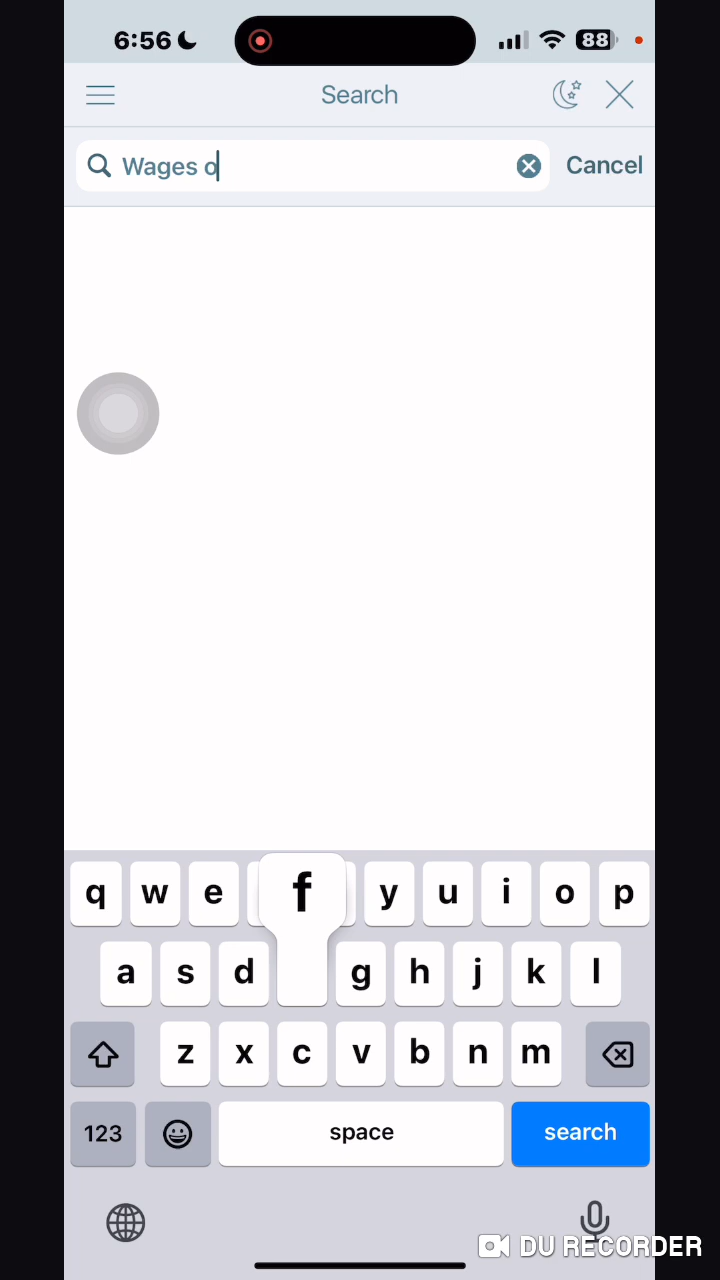 6:56
88
Search
Wages o
Cancel
q w e f y u i o p
a s d g h j k l
z x c v b n m
123 space search
DU RECORDER